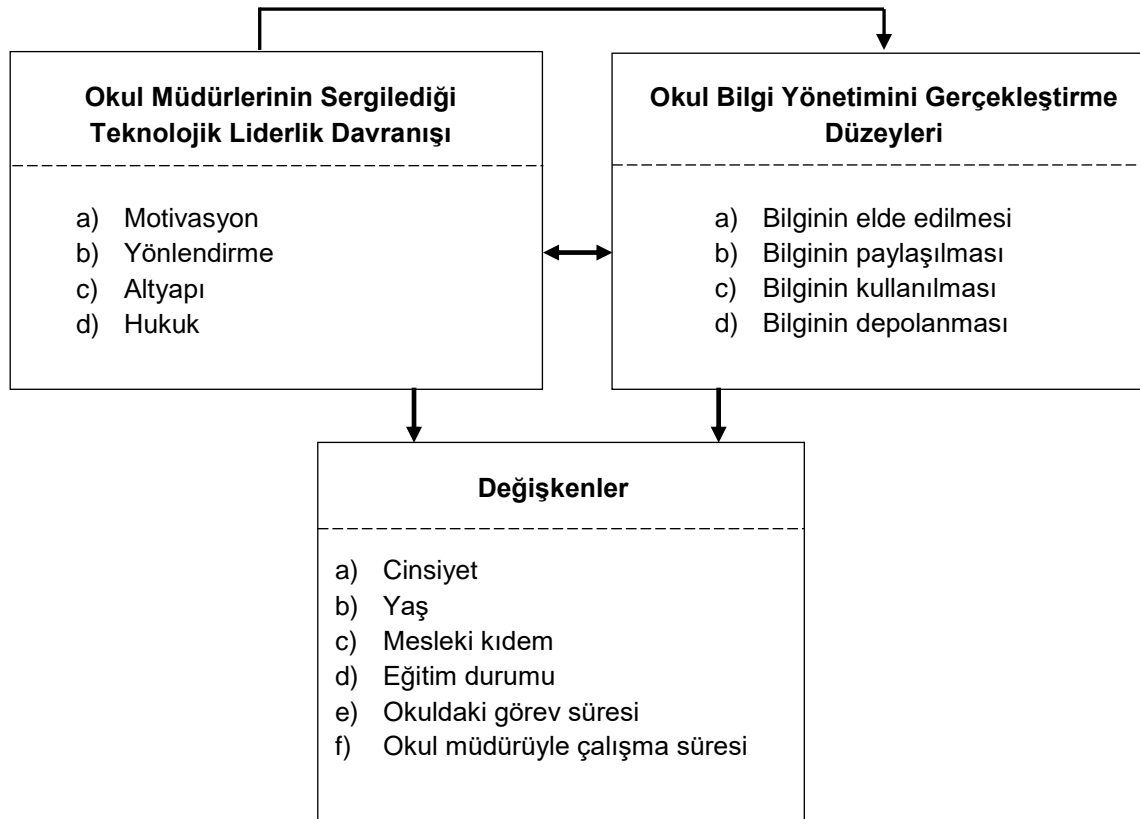 Okul Müdürlerinin Sergilediği
Teknolojik Liderlik Davranışı
a) Motivasyon
b) Yönlendirme
c) Altyapı
d) Hukuk
Okul Bilgi Yönetimini Gerçekleştirme
Düzeyleri
a) Bilginin elde edilmesi
b) Bilginin paylaşılması
c) Bilginin kullanılması
d) Bilginin depolanması
Değişkenler
a) Cinsiyet
b) Yaş
c) Mesleki kıdem
d) Eğitim durumu
e) Okuldaki görev süresi
f) Okul müdürüyle çalışma süresi